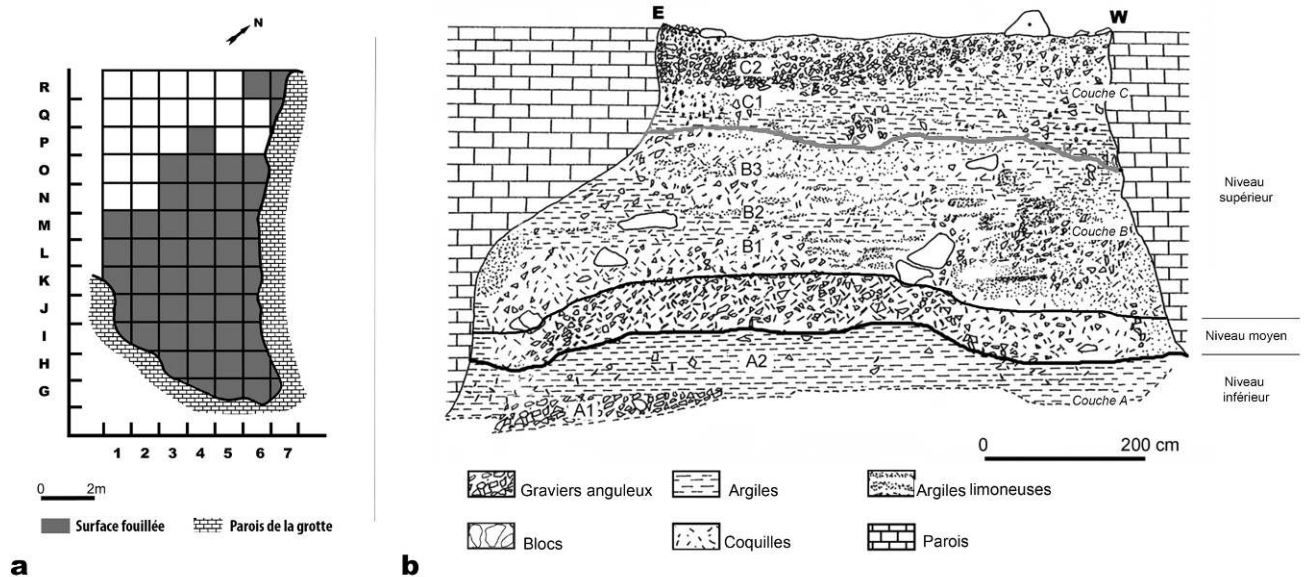 N
R
Q
P
O
N
M
L
K
J
I
H
G
1 2 3 4 5 6 7
0 2m
Surface fouillée
Parois de la grotte
a
E W
C2
Couche C
C1
B3
B2
Couche B
B1
A2
A1
Couche A
Niveau
supérieur
Niveau moyen
Niveau
inférieur
0 200 cm
Graviers anguleux
Argiles
Argiles limoneuses
Blocs
Coquilles
Parois
b